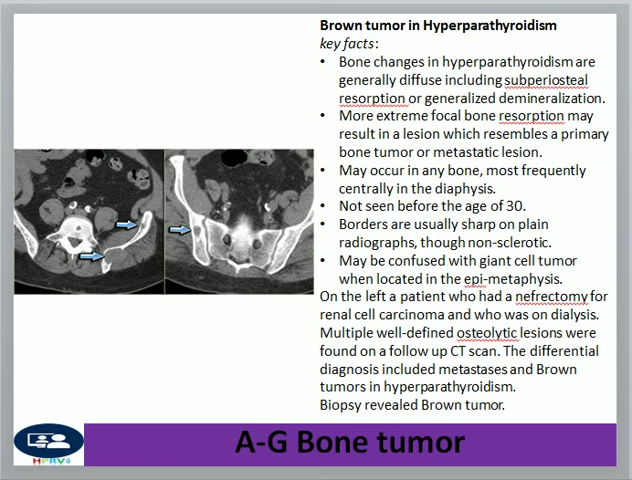 Brown tumor in Hyperparathyroidism
key facts:
• Bone changes in hyperparathyroidism are
generally diffuse including subperiosteal
resorption or generalized demineralization.
• More extreme focal bone resorption may
result in a lesion which resembles a primary
bone tumor or metastatic lesion.
• May occur in any bone, most frequently
centrally in the diaphysis.
• Not seen before the age of 30.
• Borders are usually sharp on plain
radiographs, though non-sclerotic.
• May be confused with giant cell tumor
when located in the epi-metaphysis.
On the left a patient who had a nefrectomy for
renal cell carcinoma and who was on dialysis.
Multiple well-defined osteolytic lesions were
found on a follow up CT scan. The differential
diagnosis included metastases and Brown
tumors in hyperparathyroidism.
Biopsy revealed Brown tumor.
A-G Bone tumor